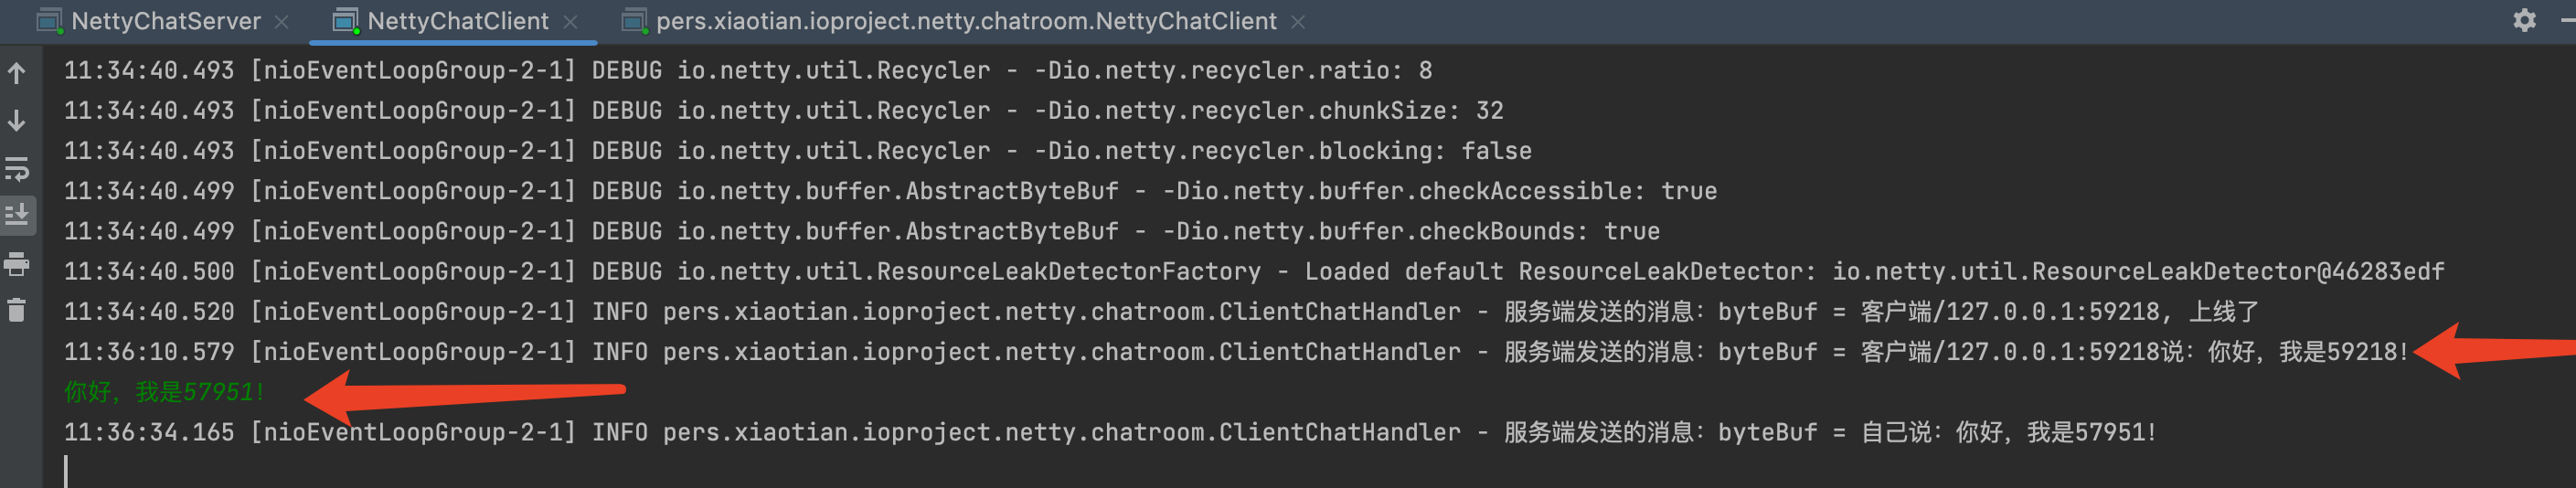 NettyChatServer NettyChatClient pers.xiaotian.ioproject.netty.chatroom.NettyChatClient
11:34:40.493 [nioEventLoopGroup-2-1] DEBUG io.netty.util.Recycler - -Dio.netty.recycler.ratio: 8
11:34:40.493 [nioEventLoopGroup-2-1] DEBUG io.netty.util.Recycler - -Dio.netty.recycler.chunkSize: 32
11:34:40.493 [nioEventLoopGroup-2-1] DEBUG io.netty.util.Recycler - -Dio.netty.recycler.blocking: false
11:34:40.499 [nioEventLoopGroup-2-1] DEBUG io.netty.buffer.AbstractByteBuf - -Dio.netty.buffer.checkAccessible: true
11:34:40.499 [nioEventLoopGroup-2-1] DEBUG io.netty.buffer.AbstractByteBuf - -Dio.netty.buffer.checkBounds: true
11:34:40.500 [nioEventLoopGroup-2-1] DEBUG io.netty.util.ResourceLeakDetectorFactory - Loaded default ResourceLeakDetector: io.netty.util.ResourceLeakDetector@46283edf
11:34:40.520 [nioEventLoopGroup-2-1] INFO pers.xiaotian.ioproject.netty.chatroom.ClientChatHandler - 服务端发送的消息：byteBuf = 客户端/127.0.0.1:59218，上线了
11:36:10.579 [nioEventLoopGroup-2-1] INFO pers.xiaotian.ioproject.netty.chatroom.ClientChatHandler - 服务端发送的消息：byteBuf = 客户端/127.0.0.1:59218说：你好，我是59218！
你好，我是57951！
11:36:34.165 [nioEventLoopGroup-2-1] INFO pers.xiaotian.ioproject.netty.chatroom.ClientChatHandler - 服务端发送的消息：byteBuf = 自己说：你好，我是57951！